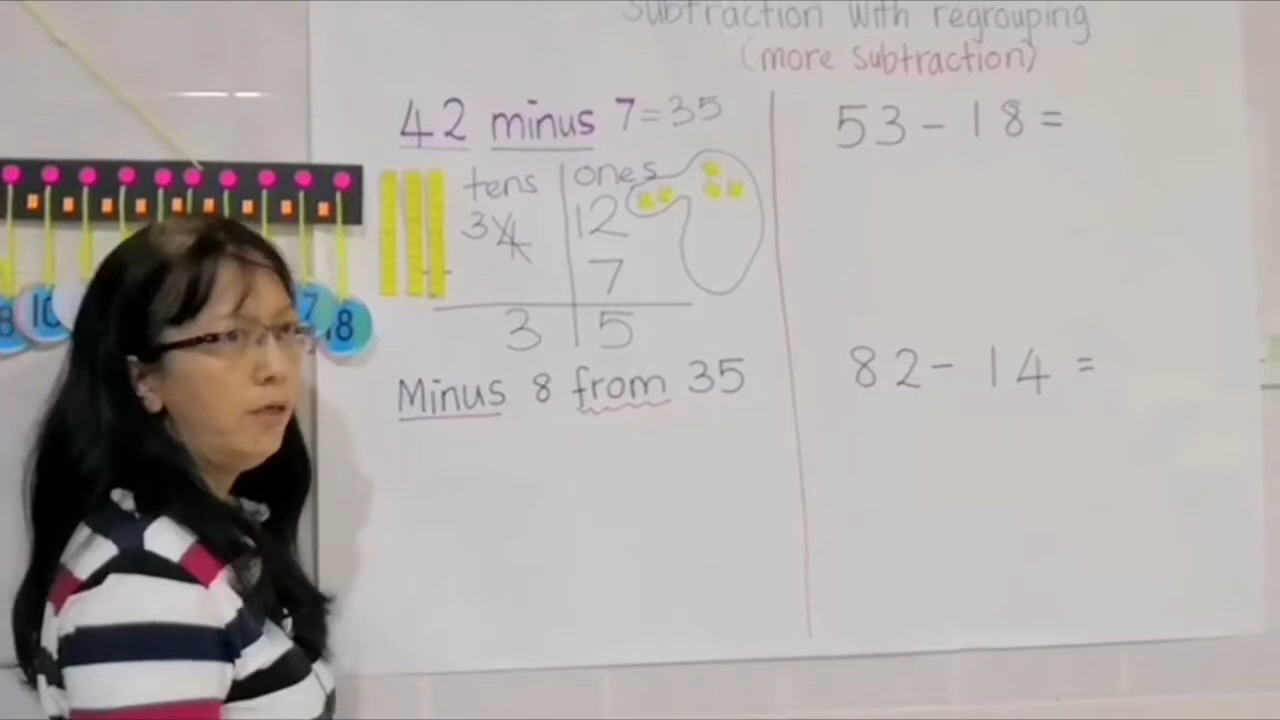 Subtraction with regrouping
(more subtraction)
42 minus 7=35
tens ones
3 4 12
7
3 5
Minus 8 from 35
53-18=
82-14=
8 10 7 18